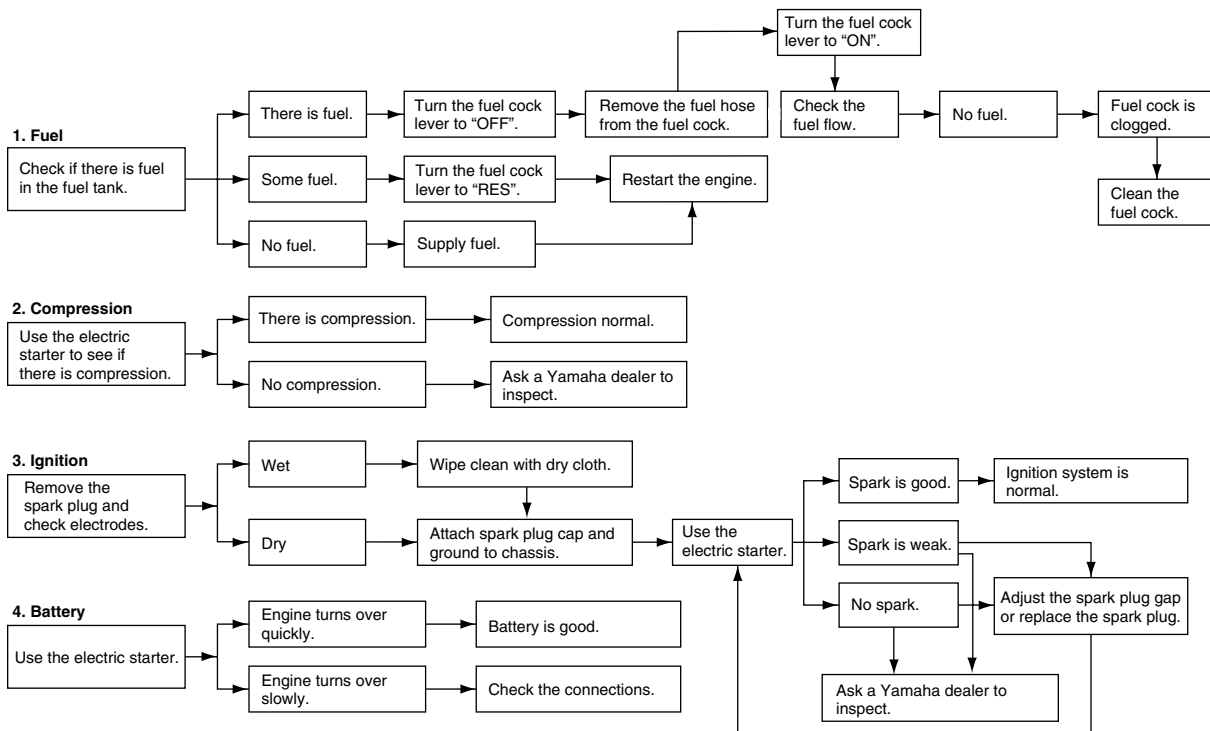 Turn the fuel cock
lever to “ON”.
1. Fuel
Check if there is fuel
in the fuel tank.
There is fuel.
Turn the fuel cock
lever to “OFF”.
Remove the fuel hose
from the fuel cock.
Check the
fuel flow.
No fuel.
Fuel cock is
clogged.
Clean the
fuel cock.
Some fuel.
Turn the fuel cock
lever to “RES”.
Restart the engine.
No fuel.
Supply fuel.
2. Compression
Use the electric
starter to see if
there is compression.
There is compression.
Compression normal.
No compression.
Ask a Yamaha dealer to
inspect.
3. Ignition
Remove the
spark plug and
check electrodes.
Wet
Wipe clean with dry cloth.
Dry
Attach spark plug cap and
ground to chassis.
Use the
electric starter.
Spark is good.
Ignition system is
normal.
Spark is weak.
No spark.
Adjust the spark plug gap
or replace the spark plug.
Ask a Yamaha dealer to
inspect.
4. Battery
Use the electric starter.
Engine turns over
quickly.
Battery is good.
Engine turns over
slowly.
Check the connections.